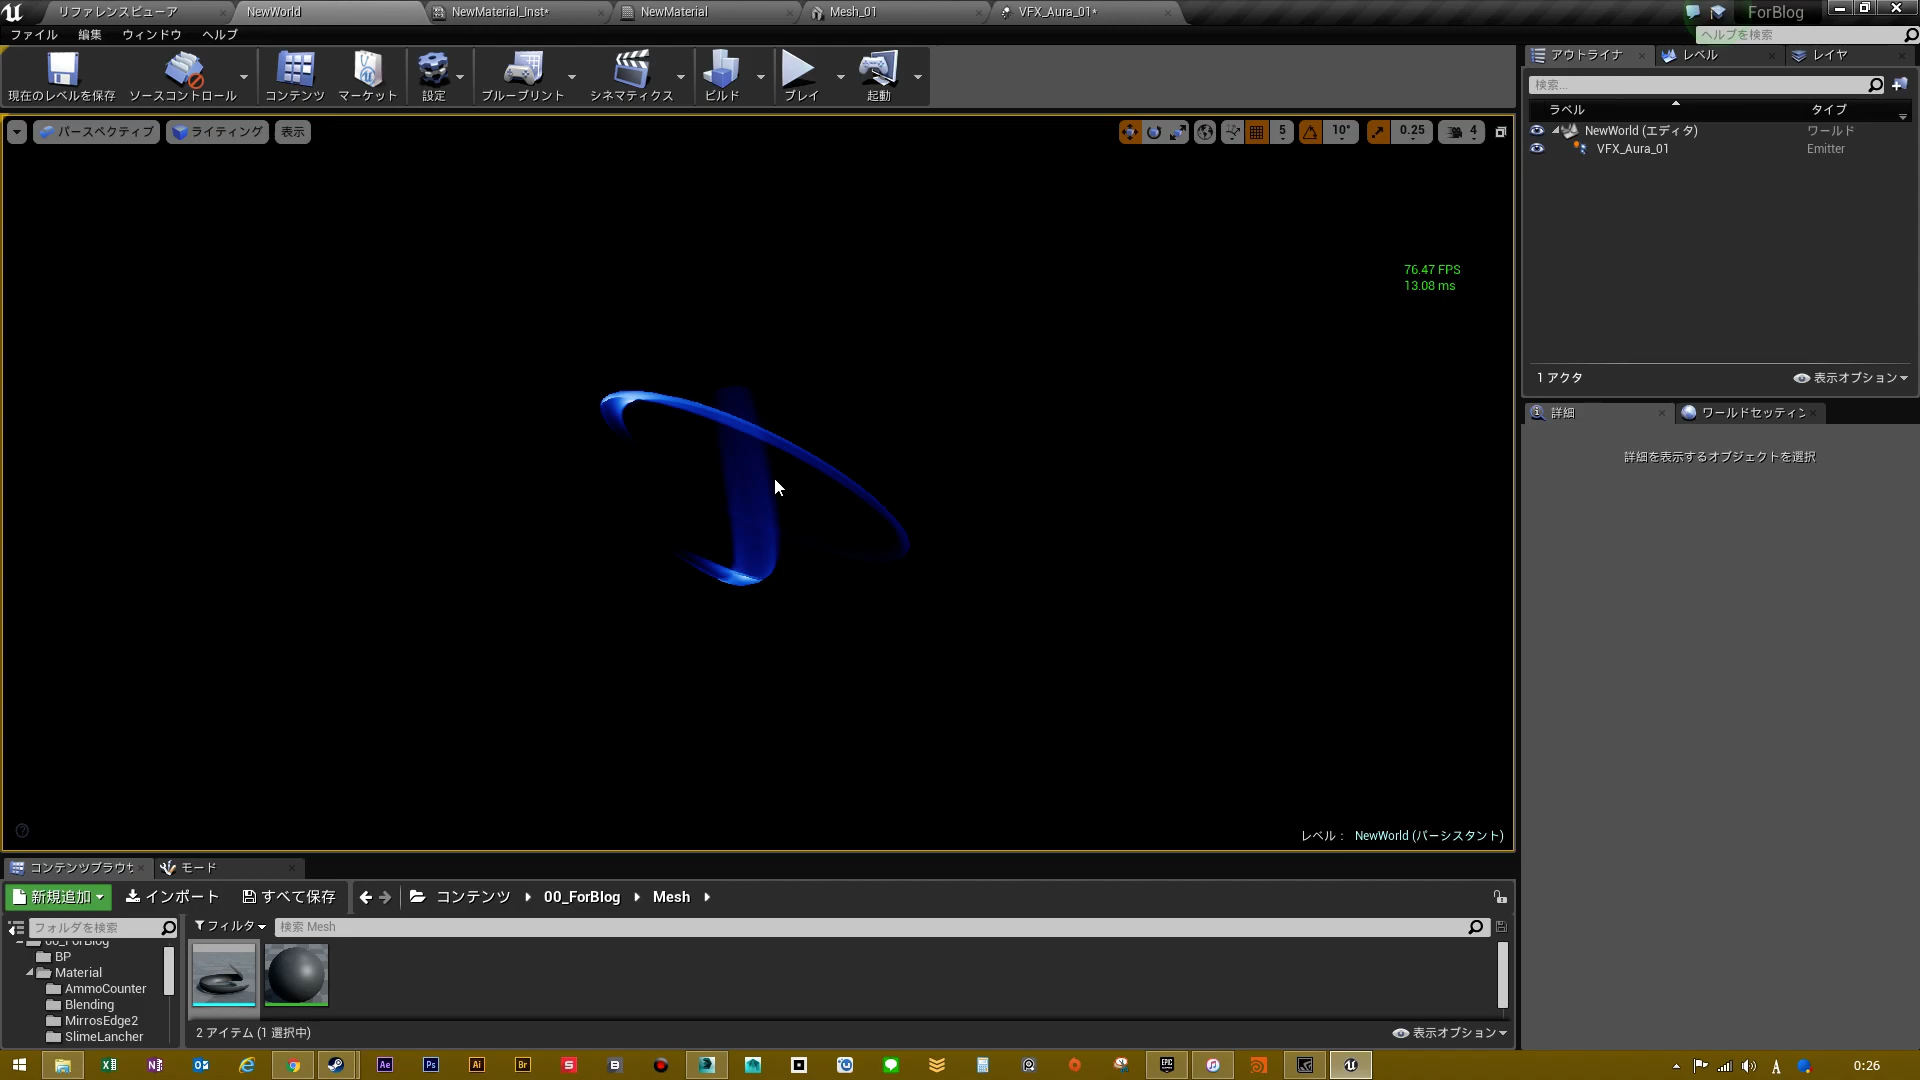 リファレンスビューア
NewWorld
NewMaterial_Inst*
NewMaterial
Mesh_01
VFX_Aura_01*
ForBlog
ファイル 編集 ウィンドウ ヘルプ
ヘルプを検索
現在のレベルを保存
ソースコントロール
コンテンツ
マーケット
設定
ブループリント
シネマティクス
ビルド
プレイ
起動
アウトライナ
レベル
レイヤ
検索...
ラベル
タイプ
NewWorld (エディタ) ワールド
VFX_Aura_01 Emitter
パースペクティブ
ライティング
表示
5
10°
0.25
4
76.47 FPS
13.08 ms
1 アクタ
表示オプション
詳細
ワールドセッティン
詳細を表示するオブジェクトを選択
レベル： NewWorld (パーシスタント)
コンテンツブラウザ
モード
新規追加
インポート
すべて保存
コンテンツ
00_ForBlog
Mesh
フォルダを検索
フィルタ
検索 Mesh
00_ForBlog
BP
Material
AmmoCounter
Blending
MirrosEdge2
SlimeLancher
2 アイテム (1 選択中)
表示オプション
Ae
Ps
Ai
Br
EPIC
A
0:26